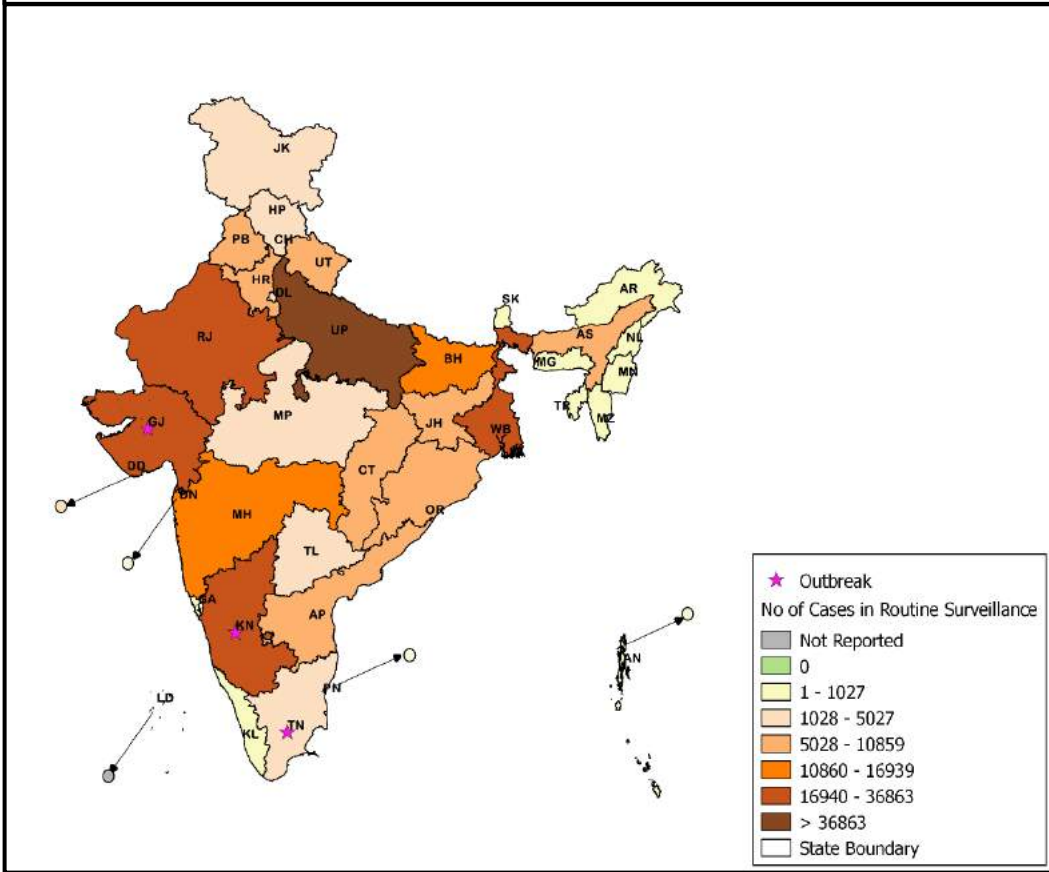 JK
HP
CH
PB
UT
HR
DL
SK
AR
RJ
UP
AS
NL
BH
MG
MN
MP
TR
MZ
GJ
JH
WB
DD
CT
DN
MH
OR
TL
GA
AP
KN
PN
AN
LD
KL
TN
Outbreak
No of Cases in Routine Surveillance
Not Reported
0
1 - 1027
1028 - 5027
5028 - 10859
10860 - 16939
16940 - 36863
> 36863
State Boundary